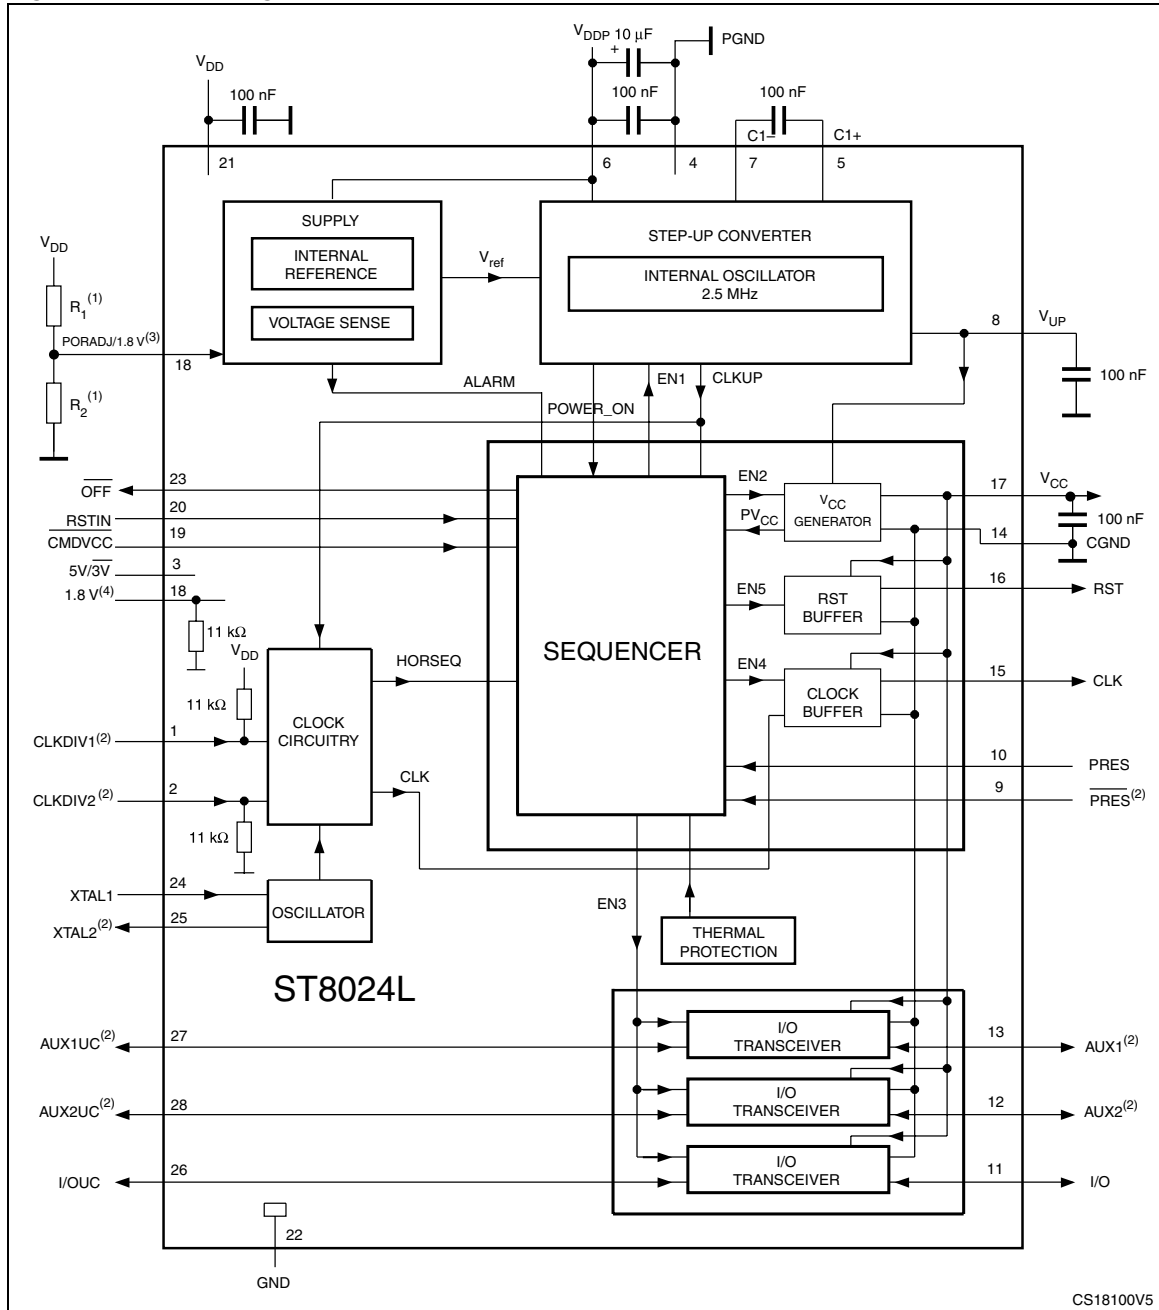 VDDP 10 μF
+
PGND
VDD
100 nF
100 nF
100 nF
C1–
C1+
21
6
4
7
5
SUPPLY
INTERNAL
REFERENCE
VOLTAGE SENSE
Vref
STEP-UP CONVERTER
INTERNAL OSCILLATOR
2.5 MHz
VDD
R1(1)
PORADJ/1.8 V(3)
18
R2(1)
8
VUP
100 nF
ALARM
EN1
CLKUP
POWER_ON
OFF
23
RSTIN
20
CMDVCC
19
5V/3V
3
1.8 V(4)
18
11 kΩ
VDD
11 kΩ
CLKDIV1(2)
1
CLKDIV2(2)
2
11 kΩ
CLOCK
CIRCUITRY
HORSEQ
CLK
XTAL1
24
XTAL2(2)
25
OSCILLATOR
SEQUENCER
EN2
PVCC
VCC
GENERATOR
17
VCC
100 nF
14
CGND
EN5
RST
BUFFER
16
RST
EN4
CLOCK
BUFFER
15
CLK
10
PRES
9
PRES(2)
EN3
THERMAL
PROTECTION
ST8024L
AUX1UC(2)
27
I/O
TRANSCEIVER
13
AUX1(2)
AUX2UC(2)
28
I/O
TRANSCEIVER
12
AUX2(2)
I/OUC
26
I/O
TRANSCEIVER
11
I/O
22
GND
CS18100V5